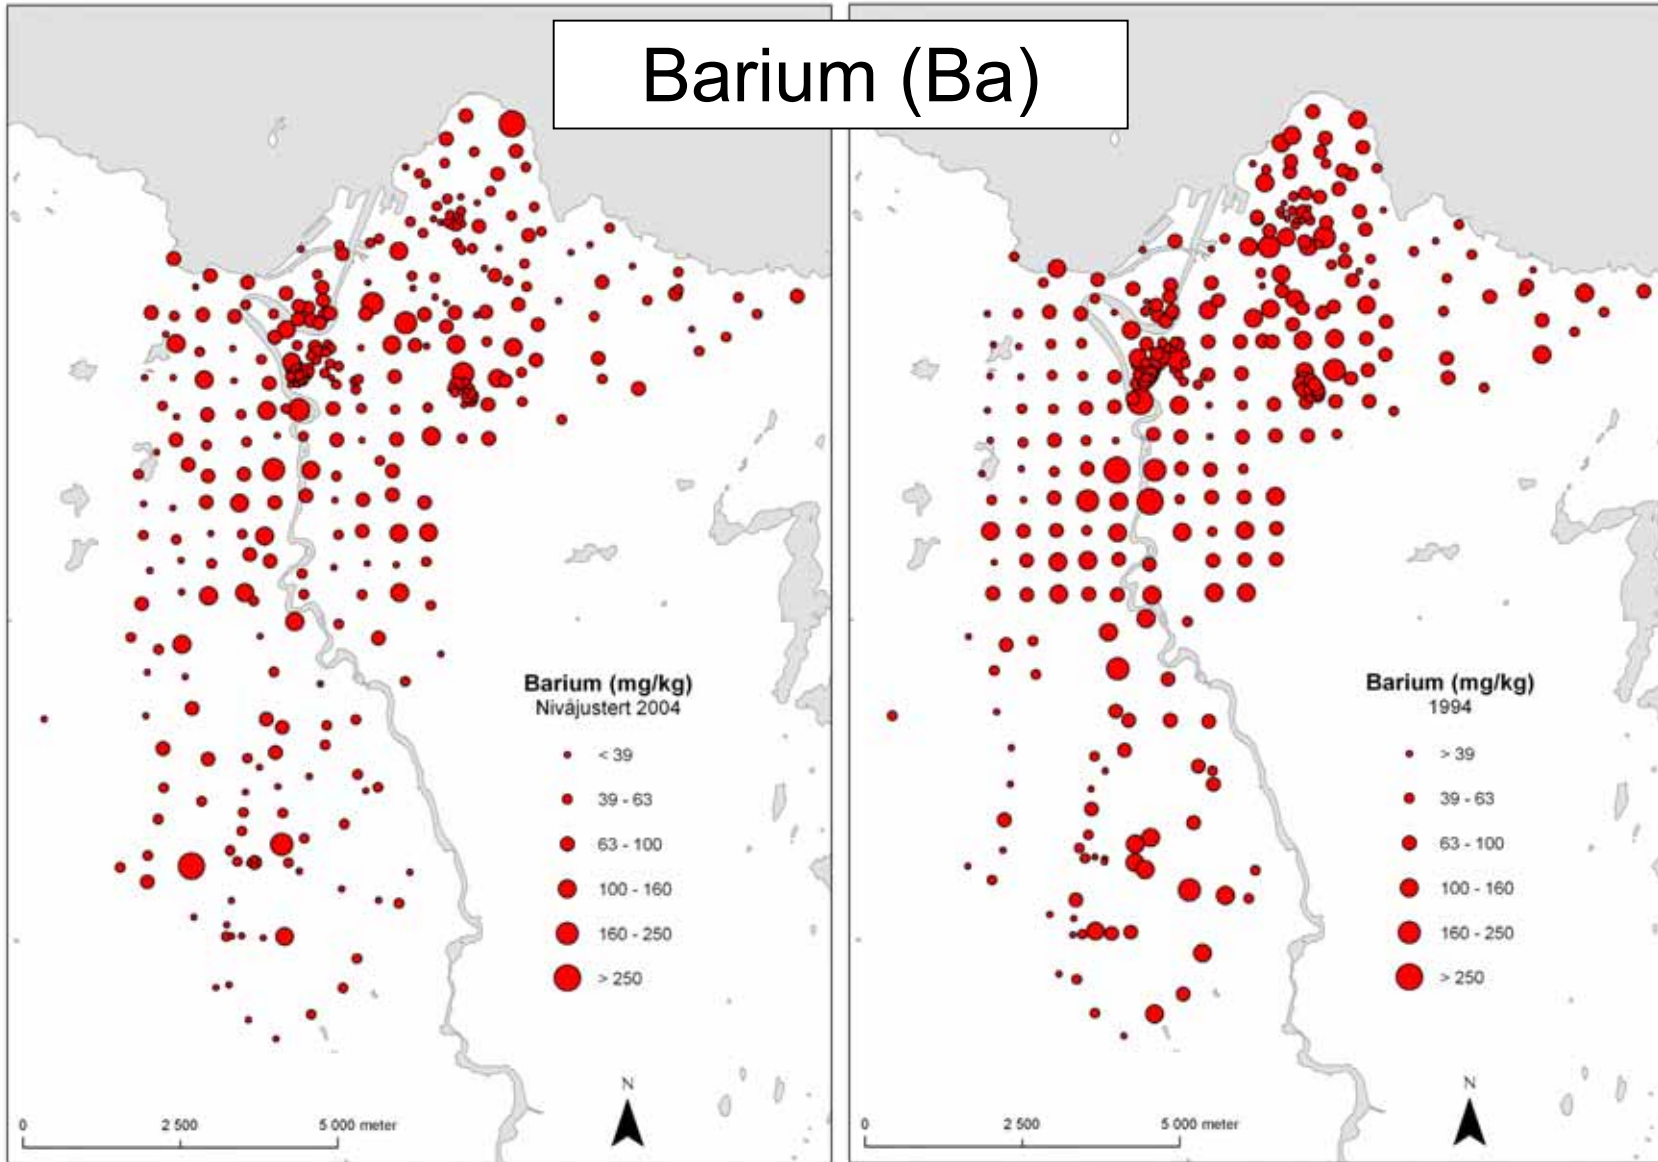 Barium (Ba)
Barium (mg/kg)
Nivåjustert 2004
< 39
39 - 63
63 - 100
100 - 160
160 - 250
> 250
N
0 2 500 5 000 meter
Barium (mg/kg)
1994
> 39
39 - 63
63 - 100
100 - 160
160 - 250
> 250
N
0 2 500 5 000 meter